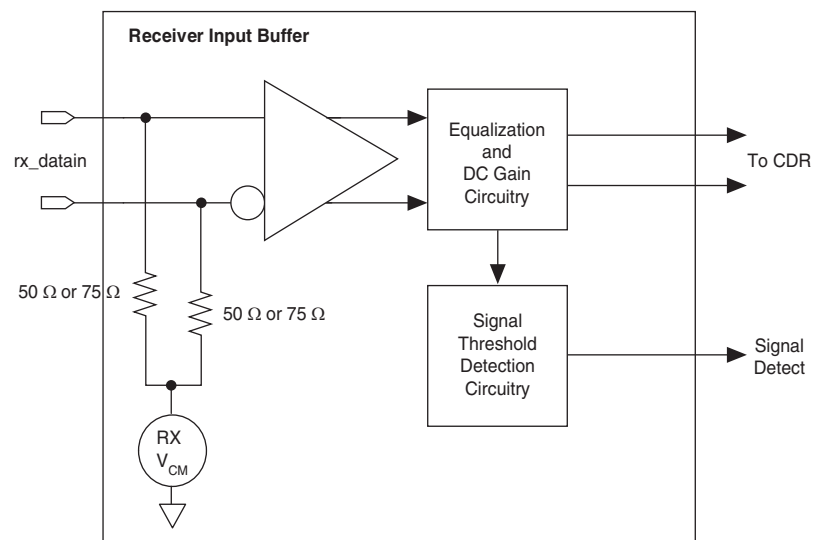 Receiver Input Buffer
rx_datain
Equalization
and
DC Gain
Circuitry
To CDR
50 Ω or 75 Ω
50 Ω or 75 Ω
Signal
Threshold
Detection
Circuitry
Signal
Detect
RX
V_CM